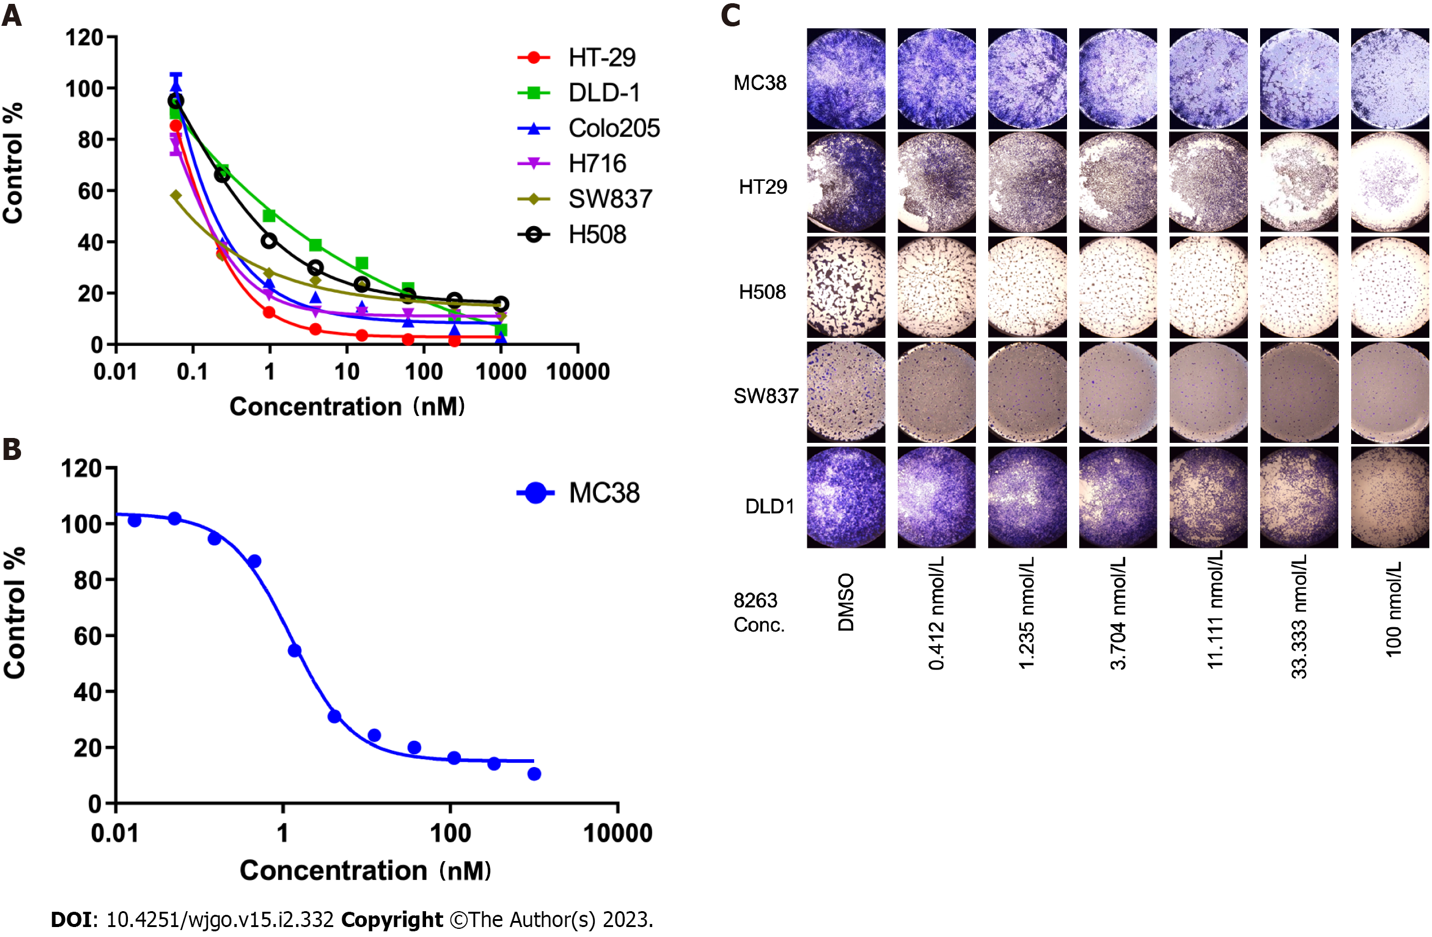 A
Control %
120
100
80
60
40
20
0
0.01 0.1 1 10 100 1000 10000
Concentration (nM)
HT-29
DLD-1
Colo205
H716
SW837
H508
B
Control %
120
100
80
60
40
20
0
0.01 1 100 10000
Concentration (nM)
MC38
C
MC38
HT29
H508
SW837
DLD1
8263
Conc.
DMSO
0.412 nmol/L
1.235 nmol/L
3.704 nmol/L
11.111 nmol/L
33.333 nmol/L
100 nmol/L
DOI: 10.4251/wjgo.v15.i2.332 Copyright ©The Author(s) 2023.